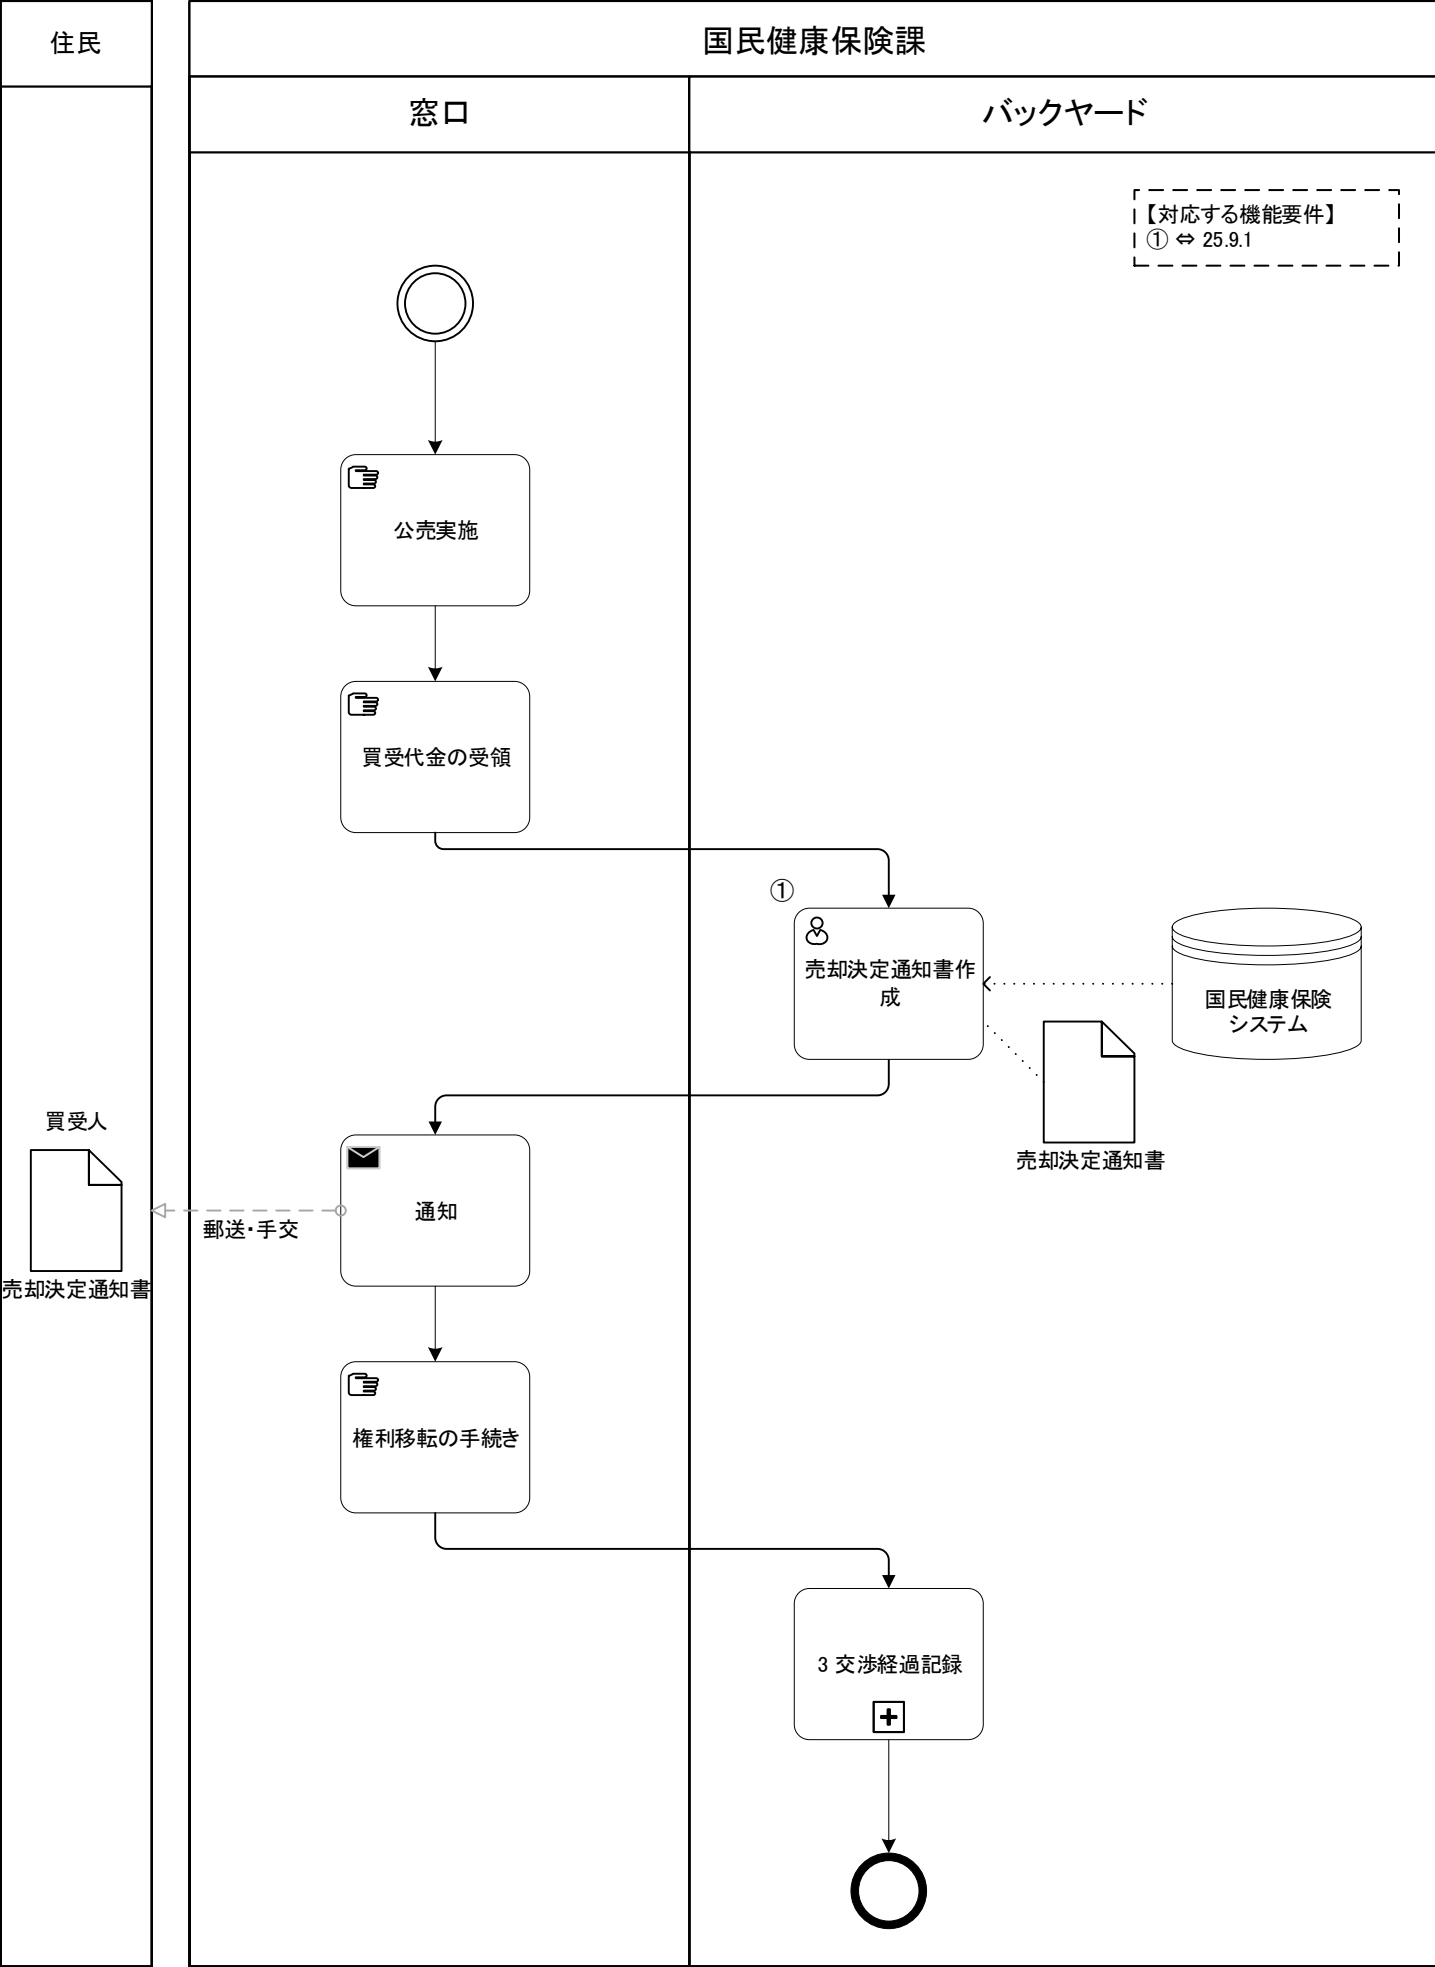 住民
国民健康保険課
窓口
バックヤード
【対応する機能要件】
① ⇔ 25.9.1
公売実施
買受代金の受領
①
売却決定通知書作
成
国民健康保険
システム
売却決定通知書
買受人
売却決定通知書
郵送・手交
通知
権利移転の手続き
3 交渉経過記録